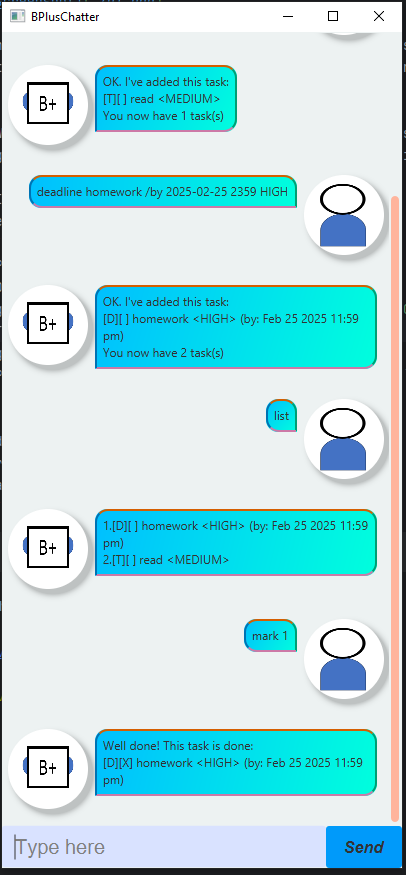 BPlusChatter
B+
OK. I've added this task:
[T][ ] read <MEDIUM>
You now have 1 task(s)
deadline homework /by 2025-02-25 2359 HIGH
B+
OK. I've added this task:
[D][ ] homework <HIGH> (by: Feb 25 2025 11:59
pm)
You now have 2 task(s)
list
B+
1.[D][ ] homework <HIGH> (by: Feb 25 2025 11:59
pm)
2.[T][ ] read <MEDIUM>
mark 1
B+
Well done! This task is done:
[D][X] homework <HIGH> (by: Feb 25 2025 11:59
pm)
Type here
Send